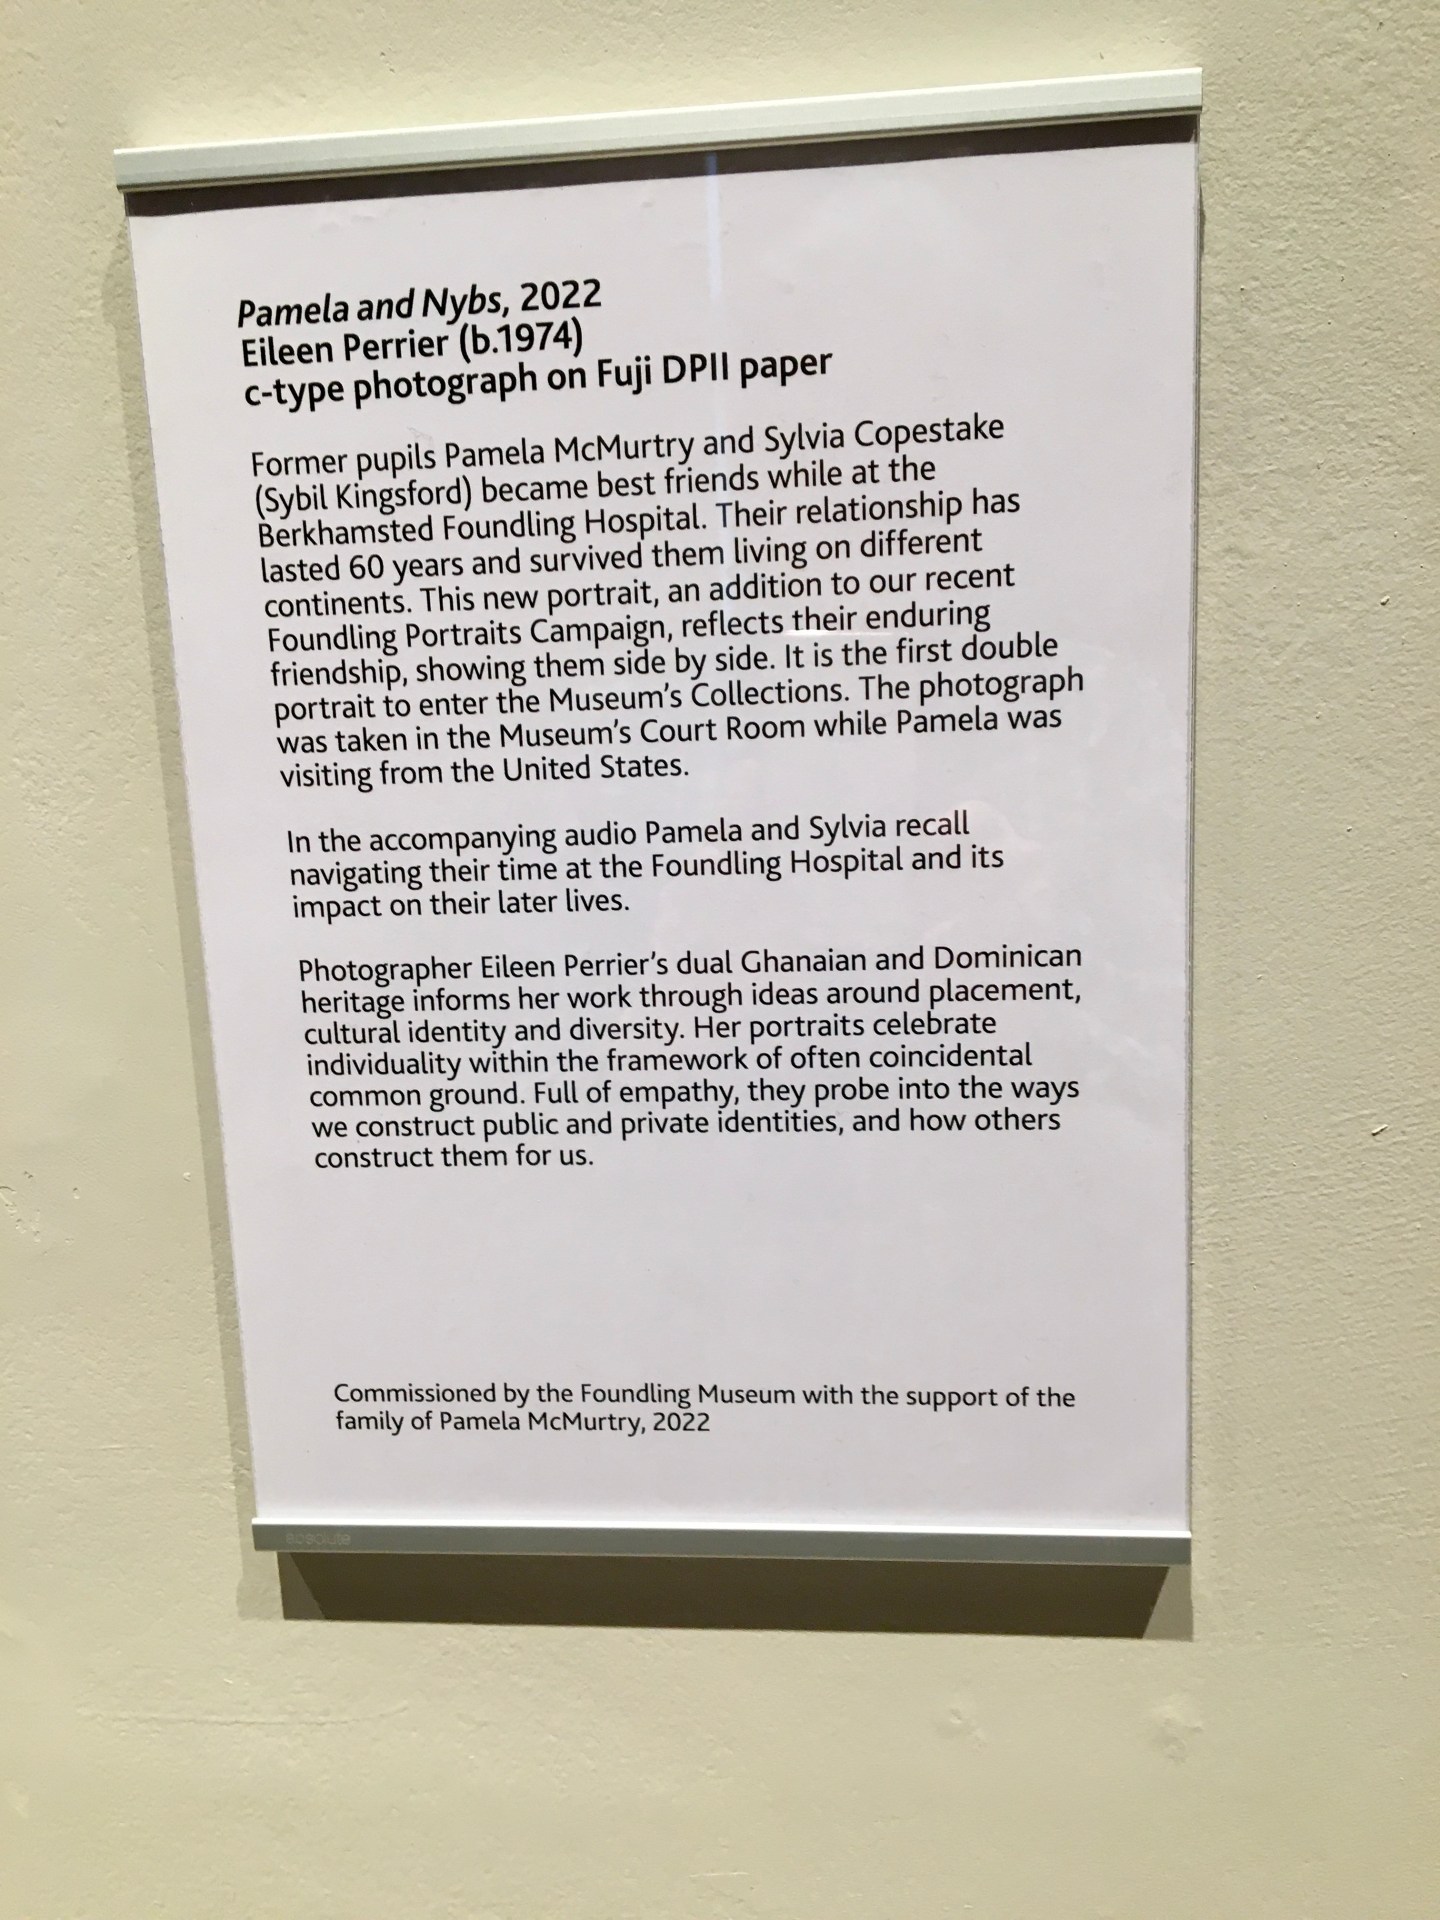 Pamela and Nybs, 2022
Eileen Perrier (b.1974)
c-type photograph on Fuji DPII paper
Former pupils Pamela McMurtry and Sylvia Copestake
(Sybil Kingsford) became best friends while at the
Berkhamsted Foundling Hospital. Their relationship has
lasted 60 years and survived them living on different
continents. This new portrait, an addition to our recent
Foundling Portraits Campaign, reflects their enduring
friendship, showing them side by side. It is the first double
portrait to enter the Museum's Collections. The photograph
was taken in the Museum's Court Room while Pamela was
visiting from the United States.
In the accompanying audio Pamela and Sylvia recall
navigating their time at the Foundling Hospital and its
impact on their later lives.
Photographer Eileen Perrier's dual Ghanaian and Dominican
heritage informs her work through ideas around placement,
cultural identity and diversity. Her portraits celebrate
individuality within the framework of often coincidental
common ground. Full of empathy, they probe into the ways
we construct public and private identities, and how others
construct them for us.
Commissioned by the Foundling Museum with the support of the
family of Pamela McMurtry, 2022
absolute